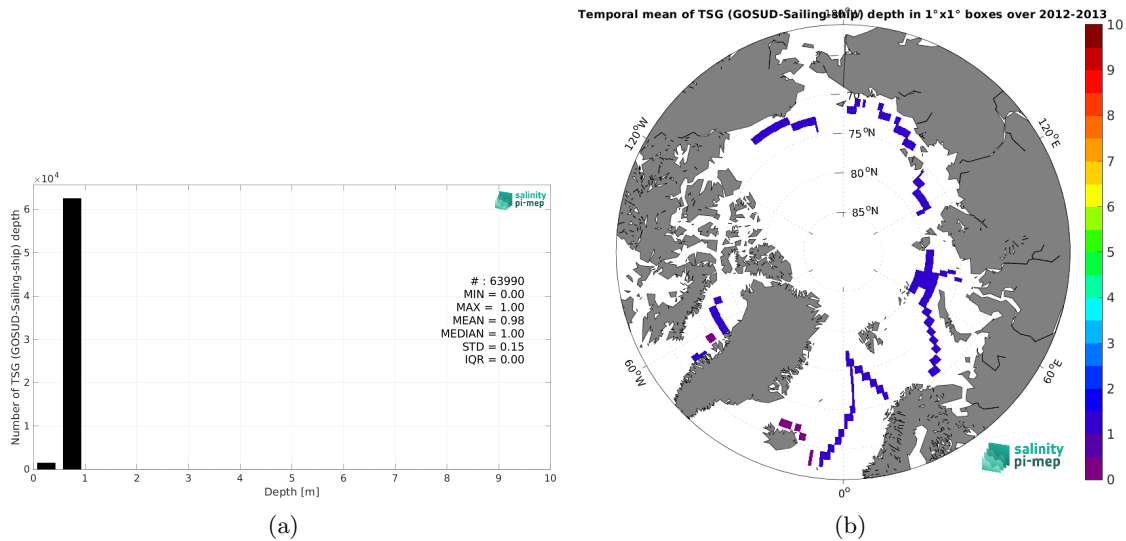 Temporal mean of TSG (GOSUD-Sailing-ship) depth in 1°x1° boxes over 2012-2013
×10⁴
Number of TSG (GOSUD-Sailing-ship) depth
6
5
4
3
2
1
0
0 1 2 3 4 5 6 7 8 9 10
Depth [m]
salinity
pi-mep
# : 63990
MIN = 0.00
MAX = 1.00
MEAN = 0.98
MEDIAN = 1.00
STD = 0.15
IQR = 0.00
(a)
120°W
120°E
75°N
80°N
85°N
60°W
60°E
0°
salinity
pi-mep
10
9
8
7
6
5
4
3
2
1
0
(b)